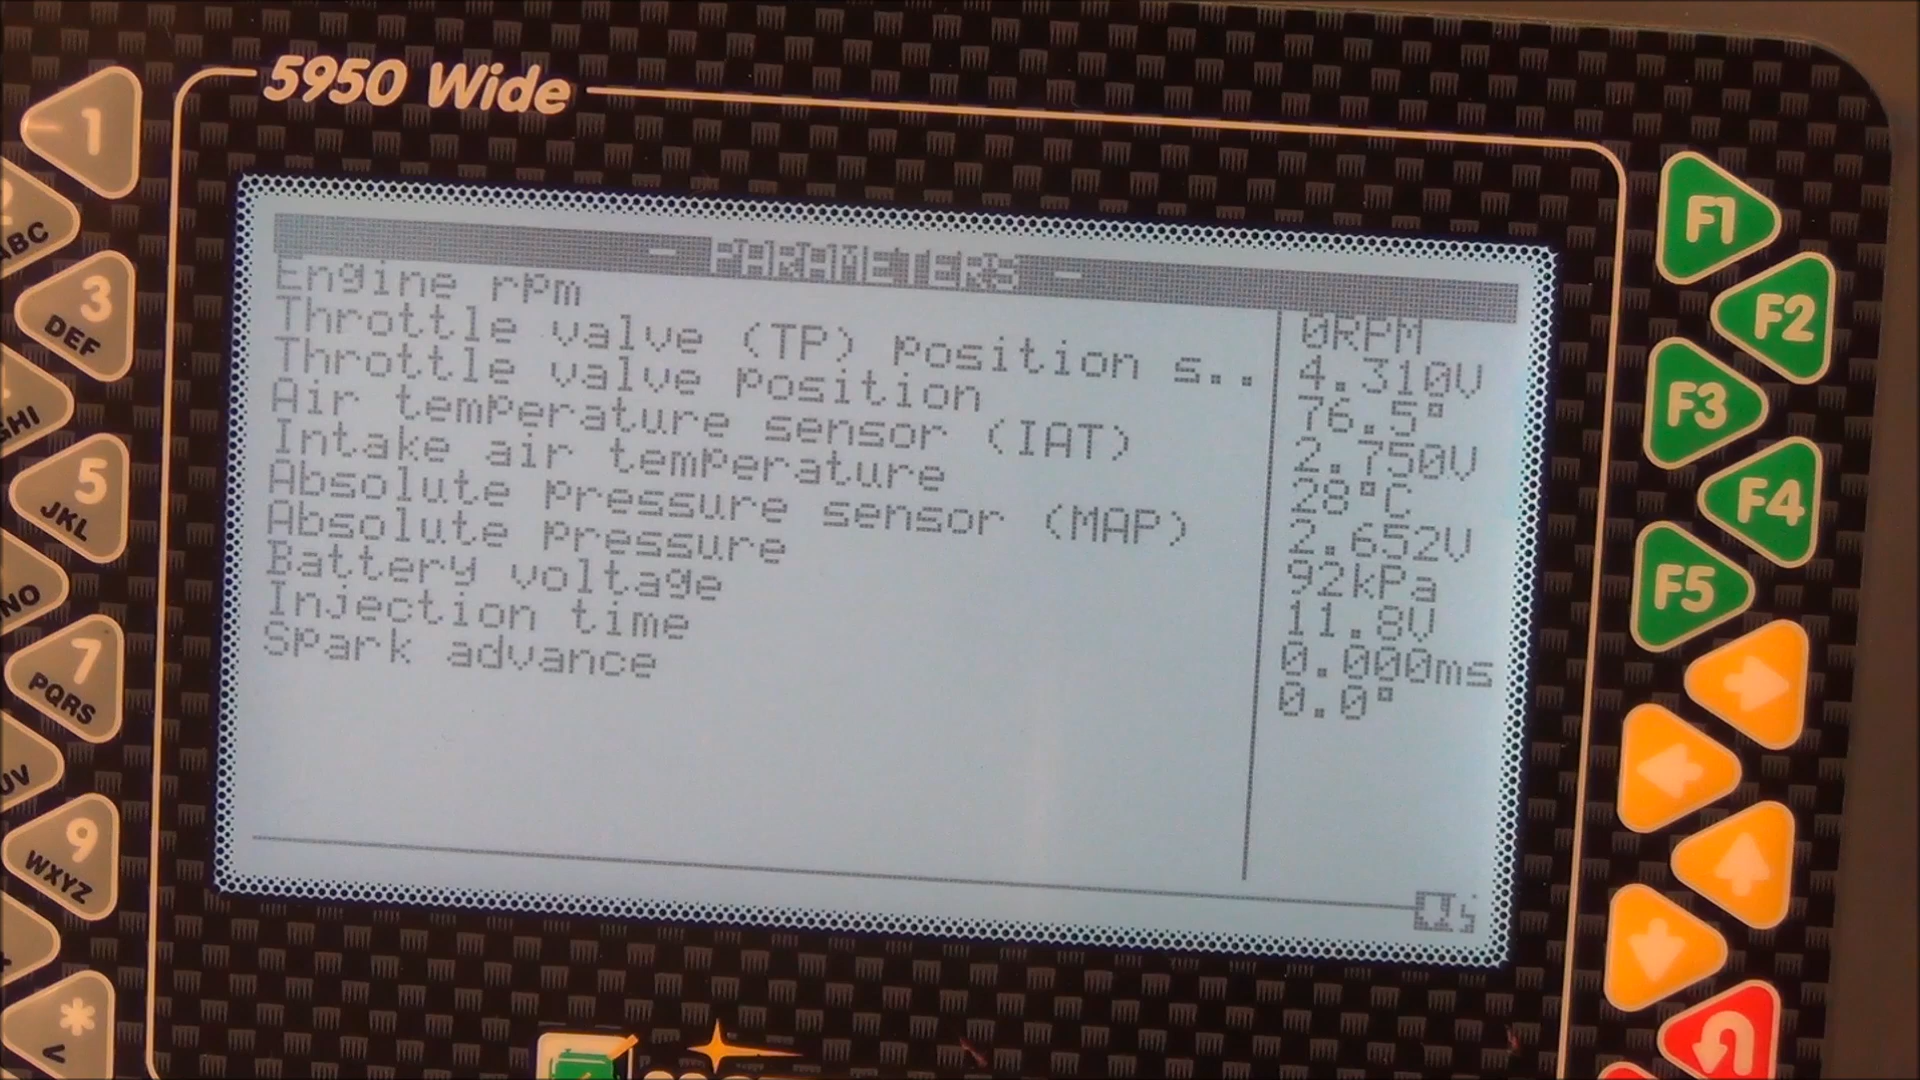 5950 Wide
- PARAMETERS -
Engine rpm 0RPM
Throttle valve (TP) position s.. 4.310V
Throttle valve position 76.5°
Air temperature sensor (IAT) 2.750V
Intake air temperature 28°C
Absolute pressure sensor (MAP) 2.652V
Absolute pressure 92kPa
Battery voltage 11.8V
Injection time 0.000ms
Spark advance 0.0°
1
ABC
3
DEF
GHI
5
JKL
NO
7
PQRS
UV
9
WXYZ
*
F1
F2
F3
F4
F5